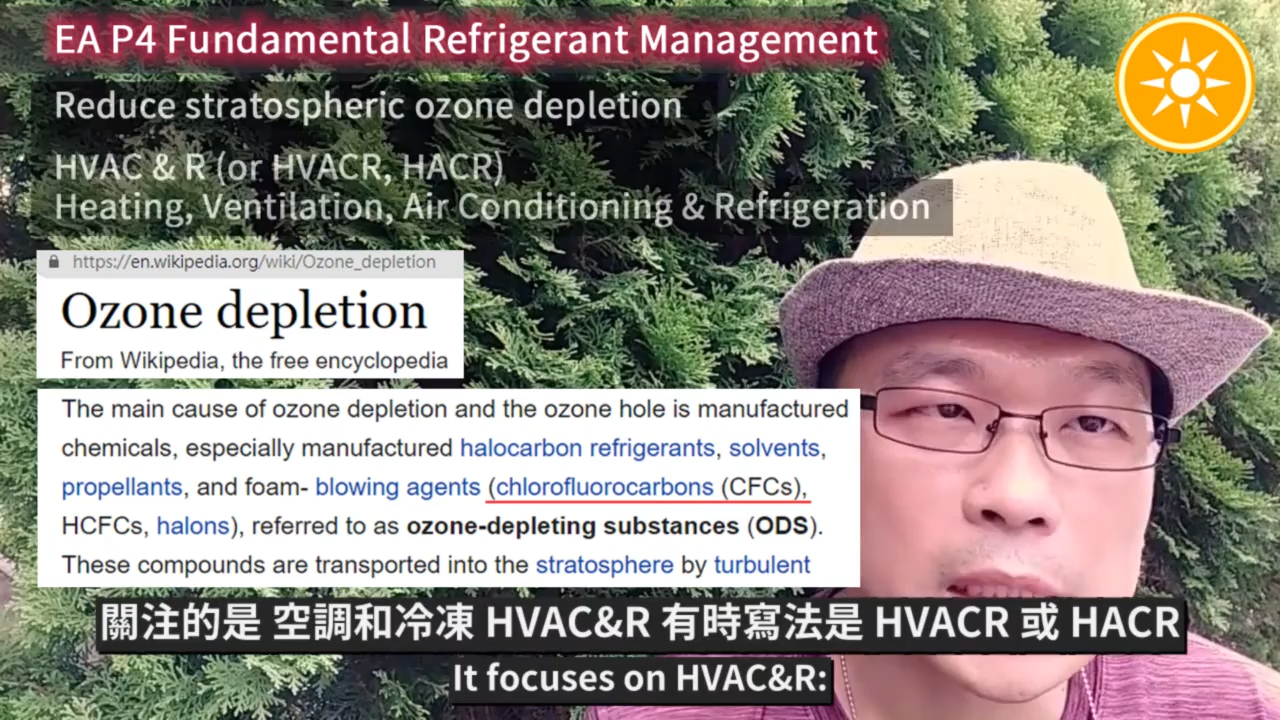 EA P4 Fundamental Refrigerant Management
Reduce stratospheric ozone depletion
HVAC & R (or HVACR, HACR)
Heating, Ventilation, Air Conditioning & Refrigeration
https://en.wikipedia.org/wiki/Ozone_depletion
Ozone depletion
From Wikipedia, the free encyclopedia
The main cause of ozone depletion and the ozone hole is manufactured
chemicals, especially manufactured halocarbon refrigerants, solvents,
propellants, and foam- blowing agents (chlorofluorocarbons (CFCs),
HCFCs, halons), referred to as ozone-depleting substances (ODS).
These compounds are transported into the stratosphere by turbulent
關注的是 空調和冷凍 HVAC&R 有時寫法是 HVACR 或 HACR
It focuses on HVAC&R: